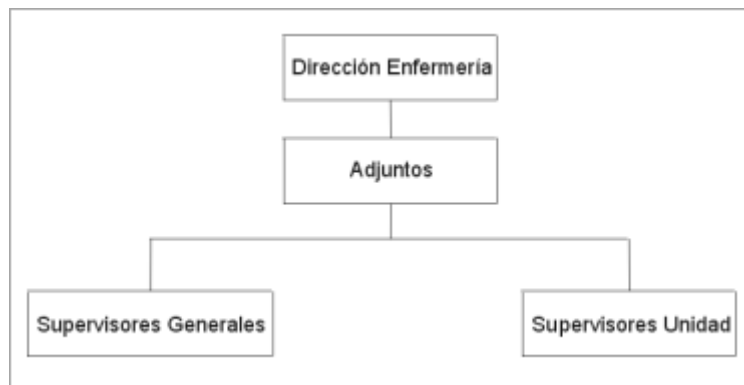 Dirección Enfermería
Adjuntos
Supervisores Generales
Supervisores Unidad